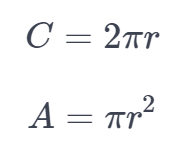 C = 2πr
A = πr²